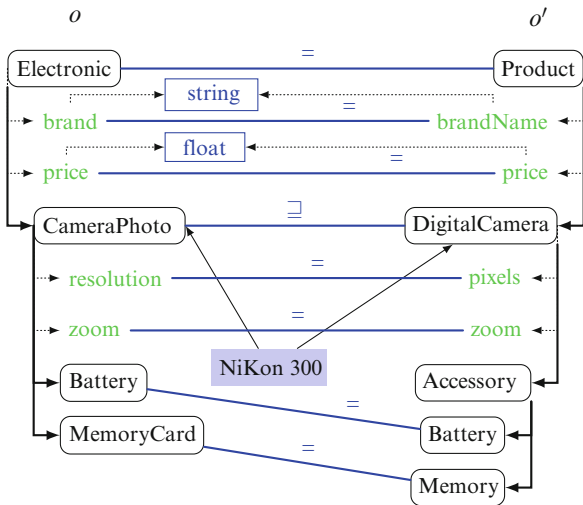 o o'
=
Electronic Product
string
brand = brandName
float
price = price
⊒
CameraPhoto DigitalCamera
resolution = pixels
zoom = zoom
NiKon 300
Battery Accessory
=
MemoryCard Battery
=
Memory